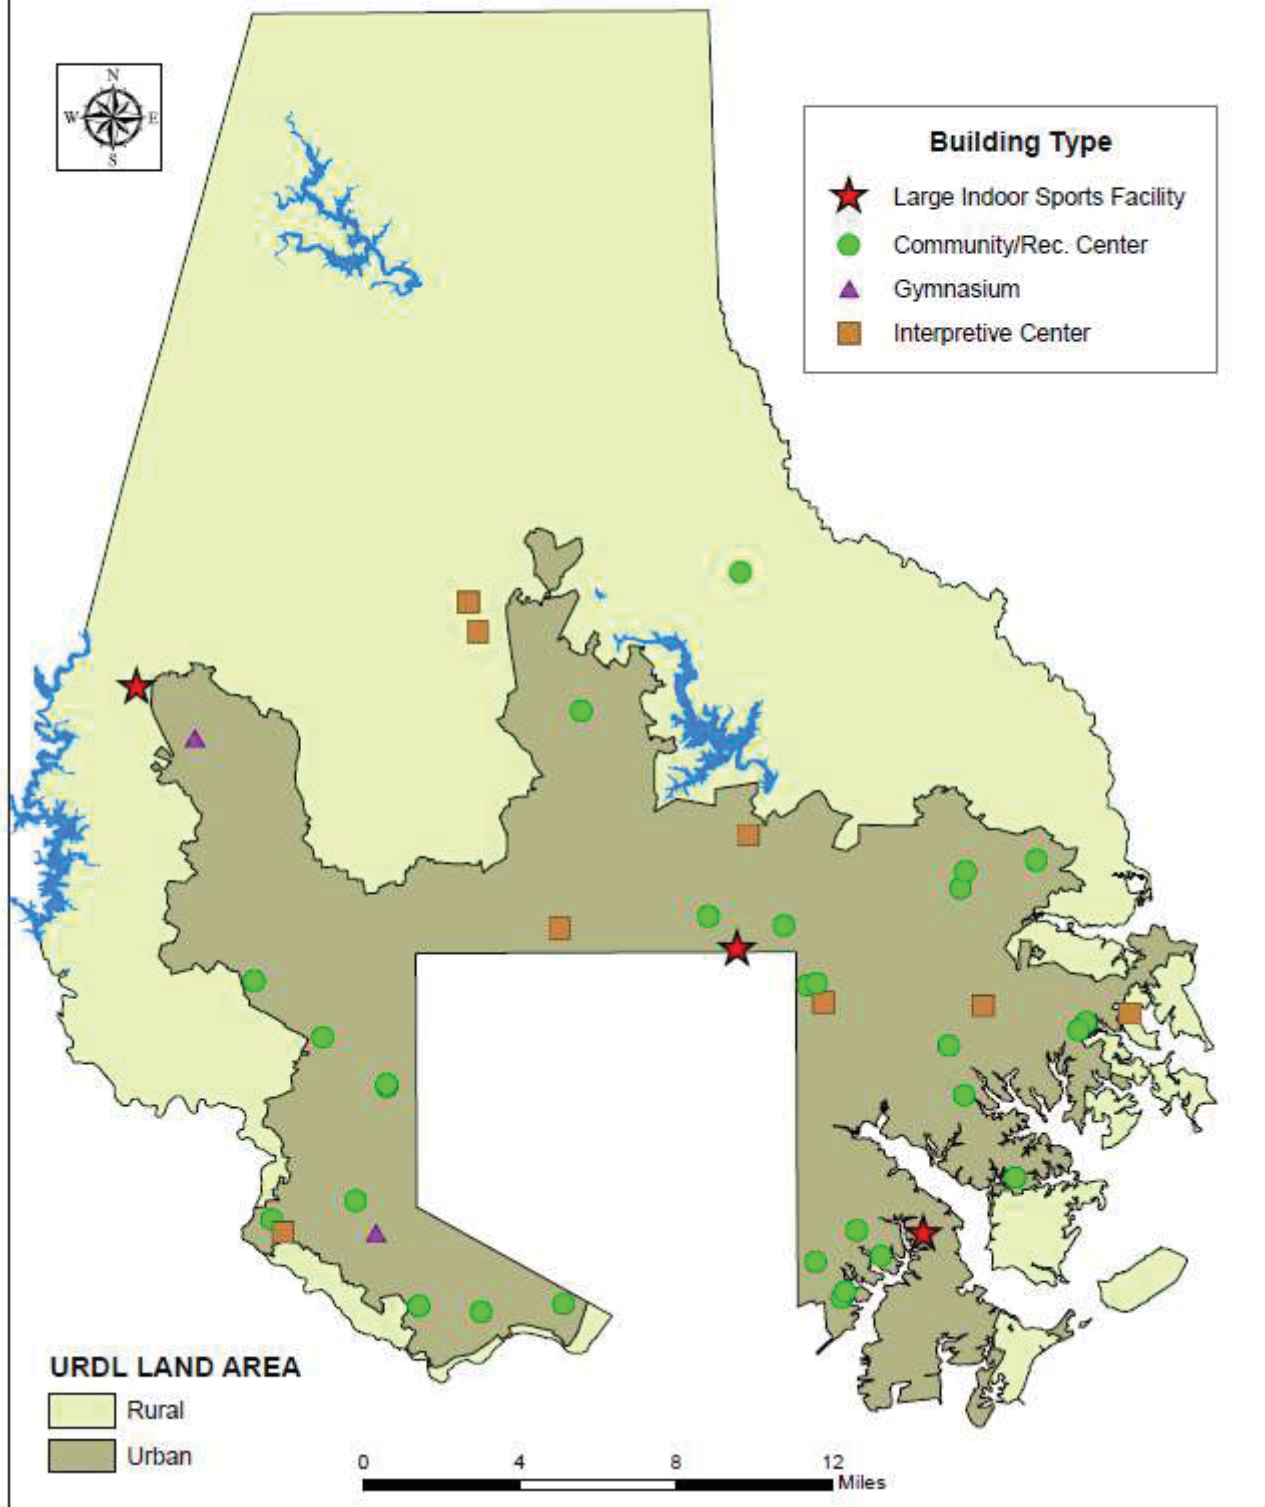 N
W E
S
Building Type
Large Indoor Sports Facility
Community/Rec. Center
Gymnasium
Interpretive Center
URDL LAND AREA
Rural
Urban
0 4 8 12
Miles